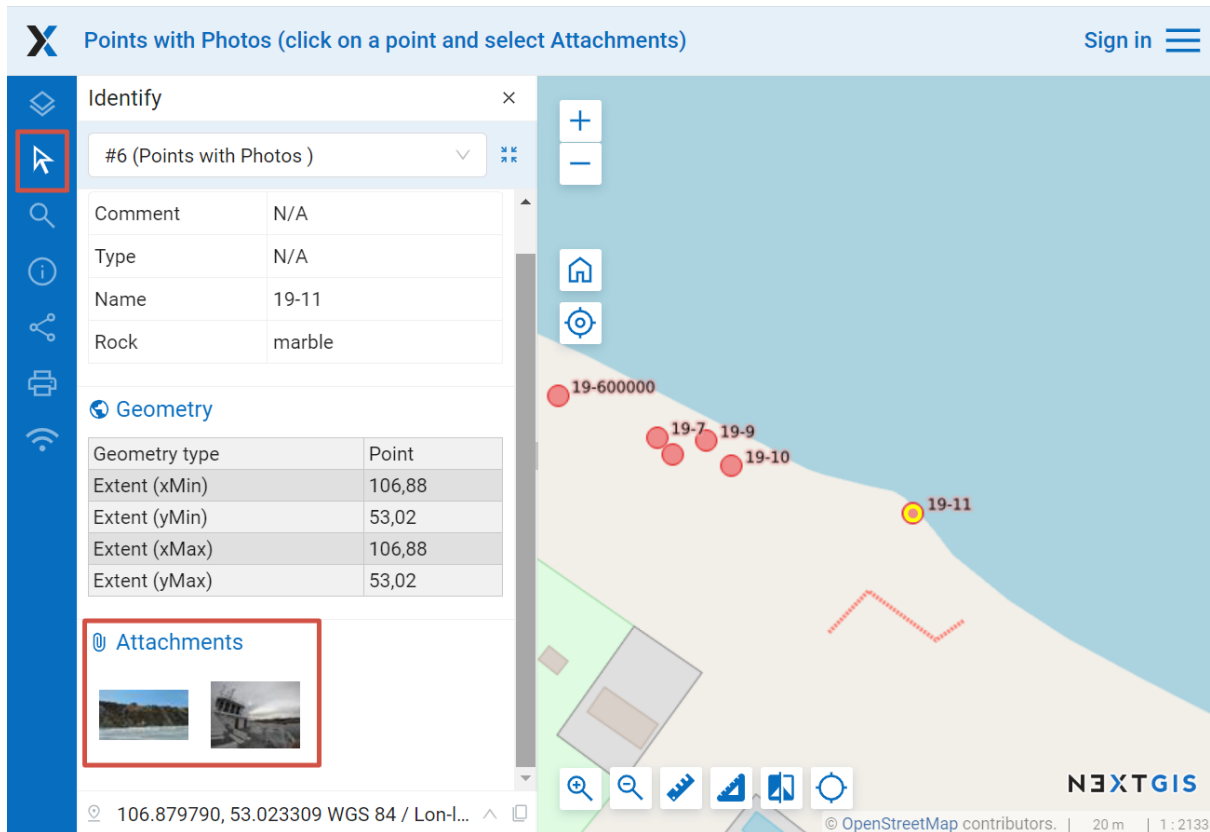 Points with Photos (click on a point and select Attachments)
Sign in
Identify
#6 (Points with Photos )
Comment N/A
Type N/A
Name 19-11
Rock marble
Geometry
Geometry type Point
Extent (xMin) 106,88
Extent (yMin) 53,02
Extent (xMax) 106,88
Extent (yMax) 53,02
Attachments
106.879790, 53.023309 WGS 84 / Lon-l...
19-600000
19-7
19-9
19-10
19-11
NEXTGIS
© OpenStreetMap contributors. | 20 m | 1 : 2133